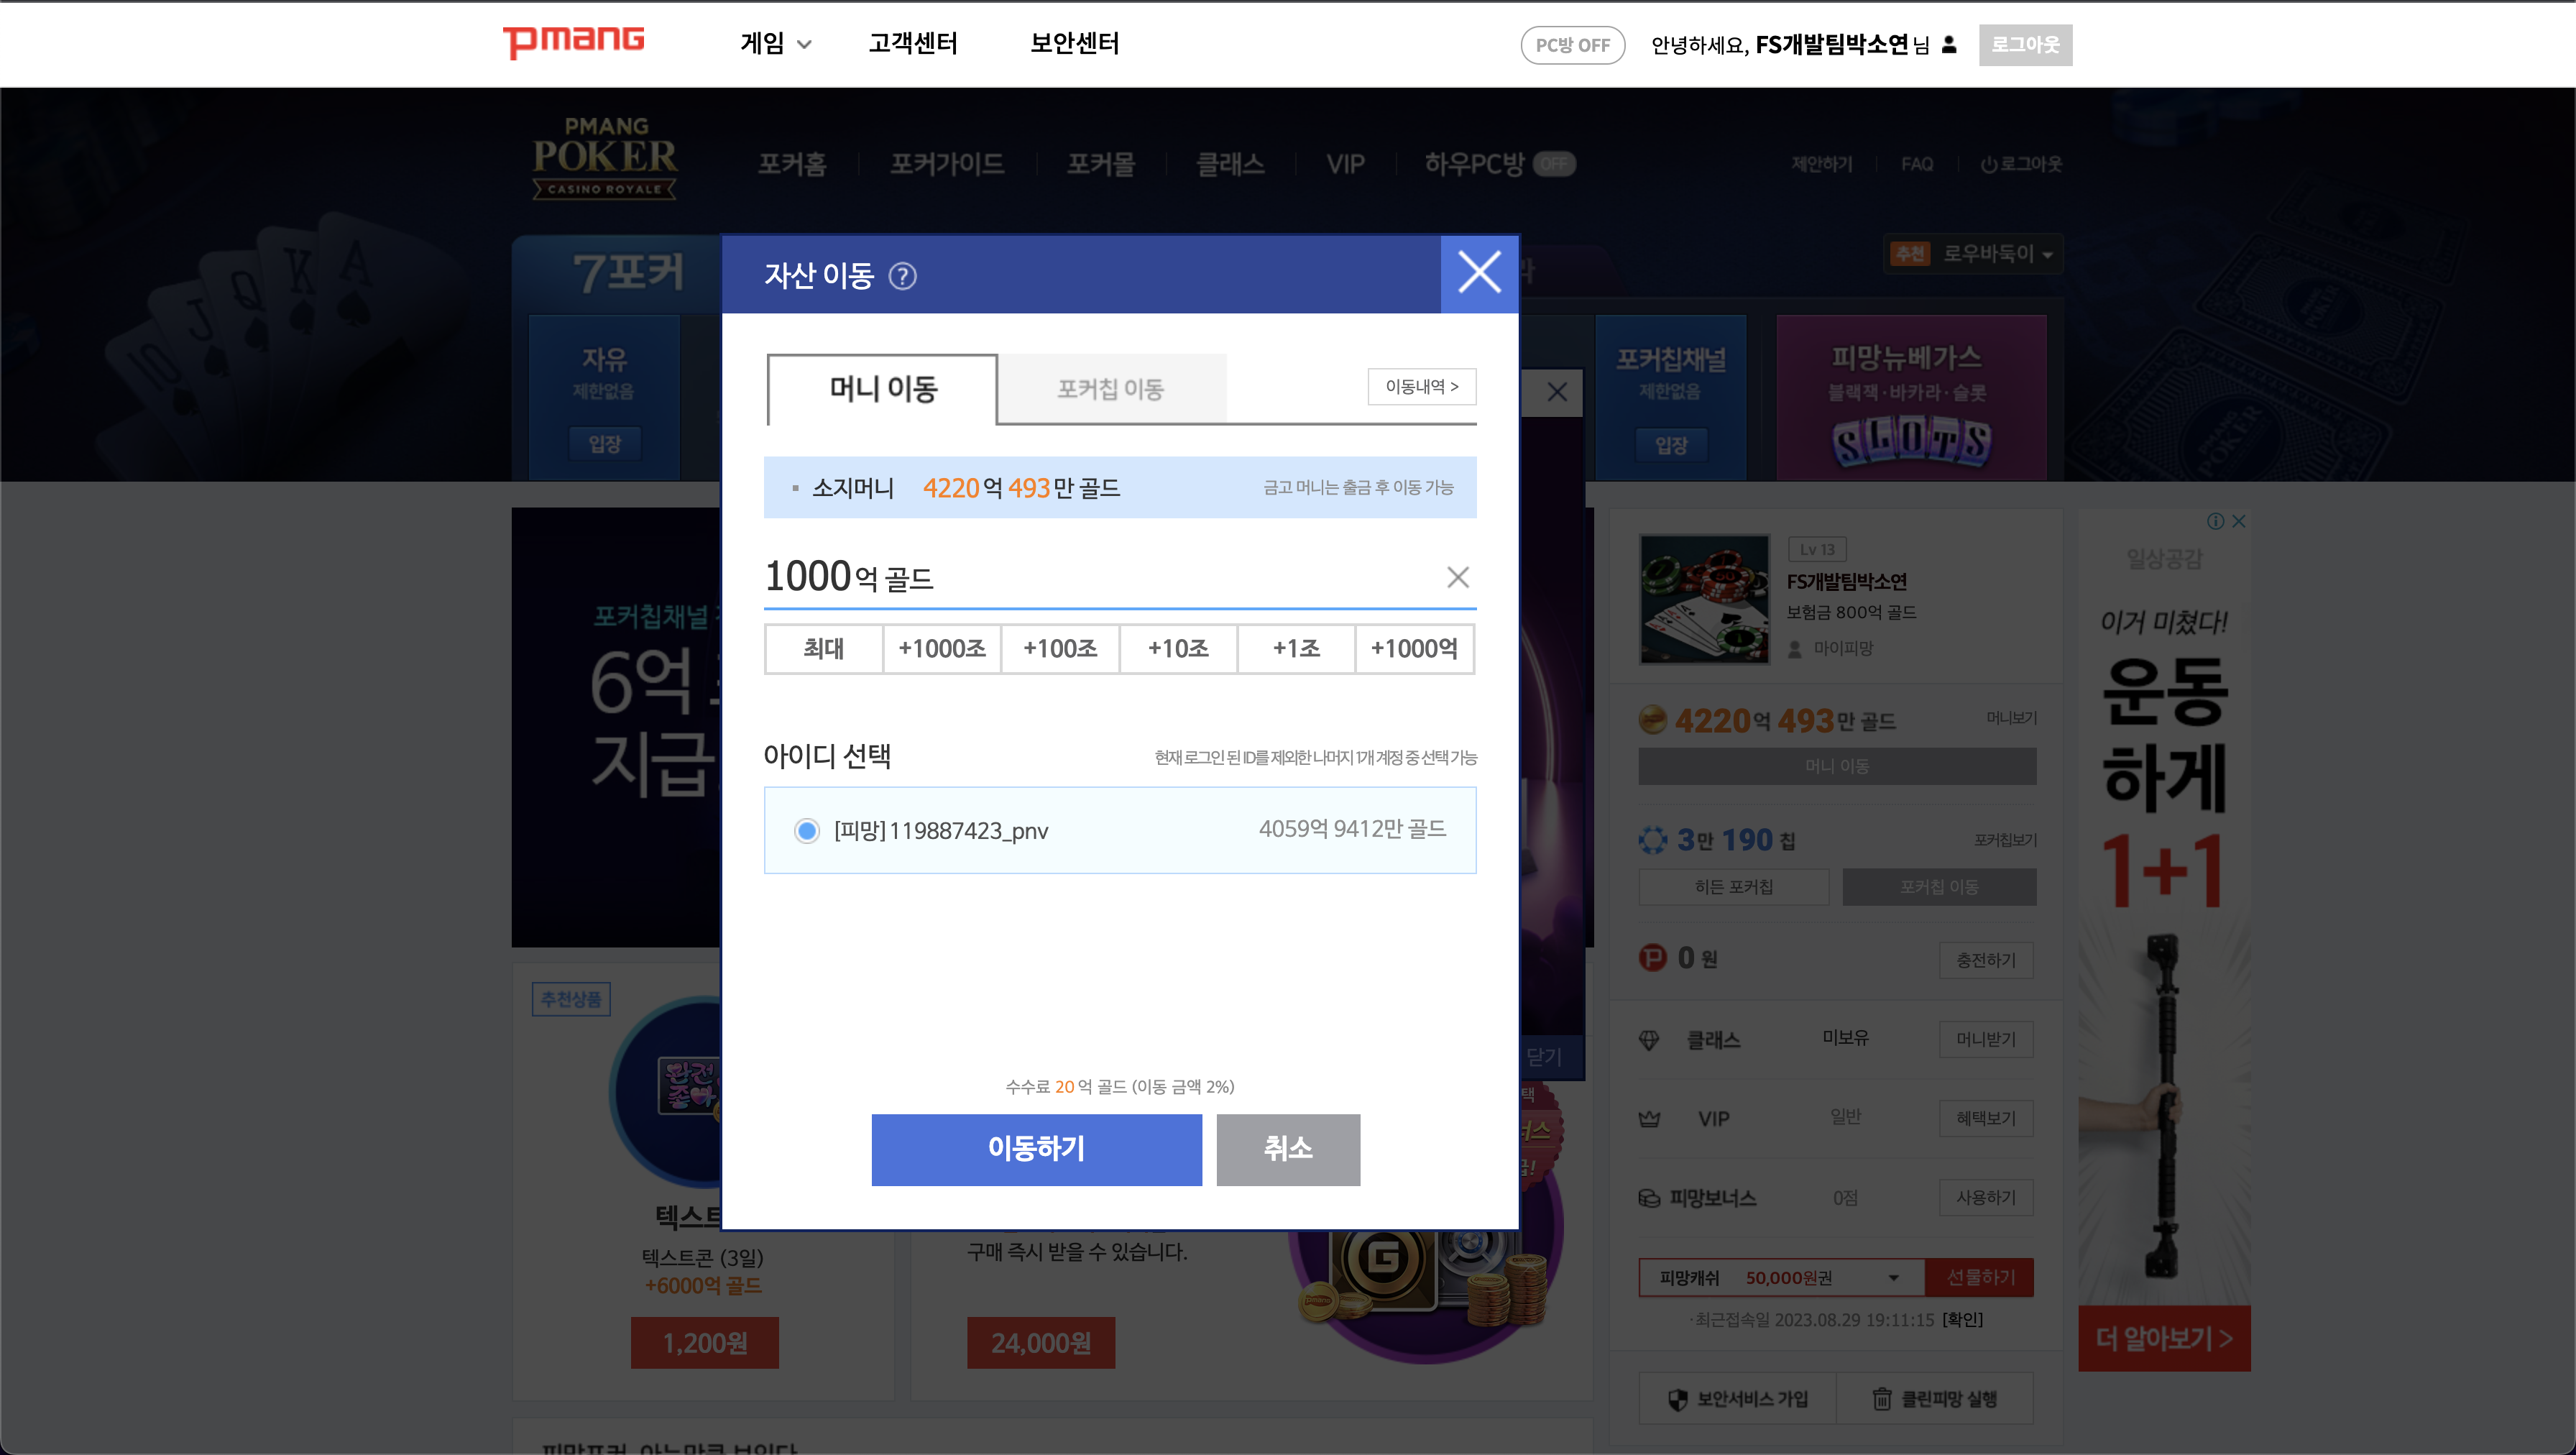 PMANG
게임
고객센터
보안센터
PC방 OFF
안녕하세요, FS개발팀박소연 님
로그아웃
PMANG
POKER
CASINO ROYALE
포커홈
포커가이드
포커몰
클래스
VIP
하우PC방 OFF
제안하기
FAQ
로그아웃
7포커
추천 로우바둑이
자유
제한없음
입장
포커칩채널
제한없음
입장
피망뉴베가스
블랙잭·바카라·슬롯
SLOTS
자산 이동 ?
머니 이동
포커칩 이동
이동내역 >
소지머니 4220억 493만 골드
금고 머니는 출금 후 이동 가능
1000억 골드
최대
+1000조
+100조
+10조
+1조
+1000억
아이디 선택
현재 로그인 된 ID를 제외한 나머지 1개 계정 중 선택 가능
[피망] 119887423_pnv
4059억 9412만 골드
수수료 20 억 골드 (이동 금액 2%)
이동하기
취소
포커칩채널
6억
지급
닫기
추천상품
완전
좋아
텍스트콘 (3일)
+6000억 골드
1,200원
구매 즉시 받을 수 있습니다.
24,000원
Lv 13
FS개발팀박소연
보험금 800억 골드
마이피망
4220억 493만 골드
머니보기
머니 이동
3만 190 칩
포커칩보기
히든 포커칩
포커칩 이동
0 원
충전하기
클래스
미보유
머니받기
VIP
일반
혜택보기
피망보너스
0점
사용하기
피망캐쉬 50,000원권
선물하기
·최근접속일 2023.08.29 19:11:15 [확인]
보안서비스 가입
클린피망 실행
일상공감
이거 미쳤다!
운동
하게
1+1
더 알아보기 >